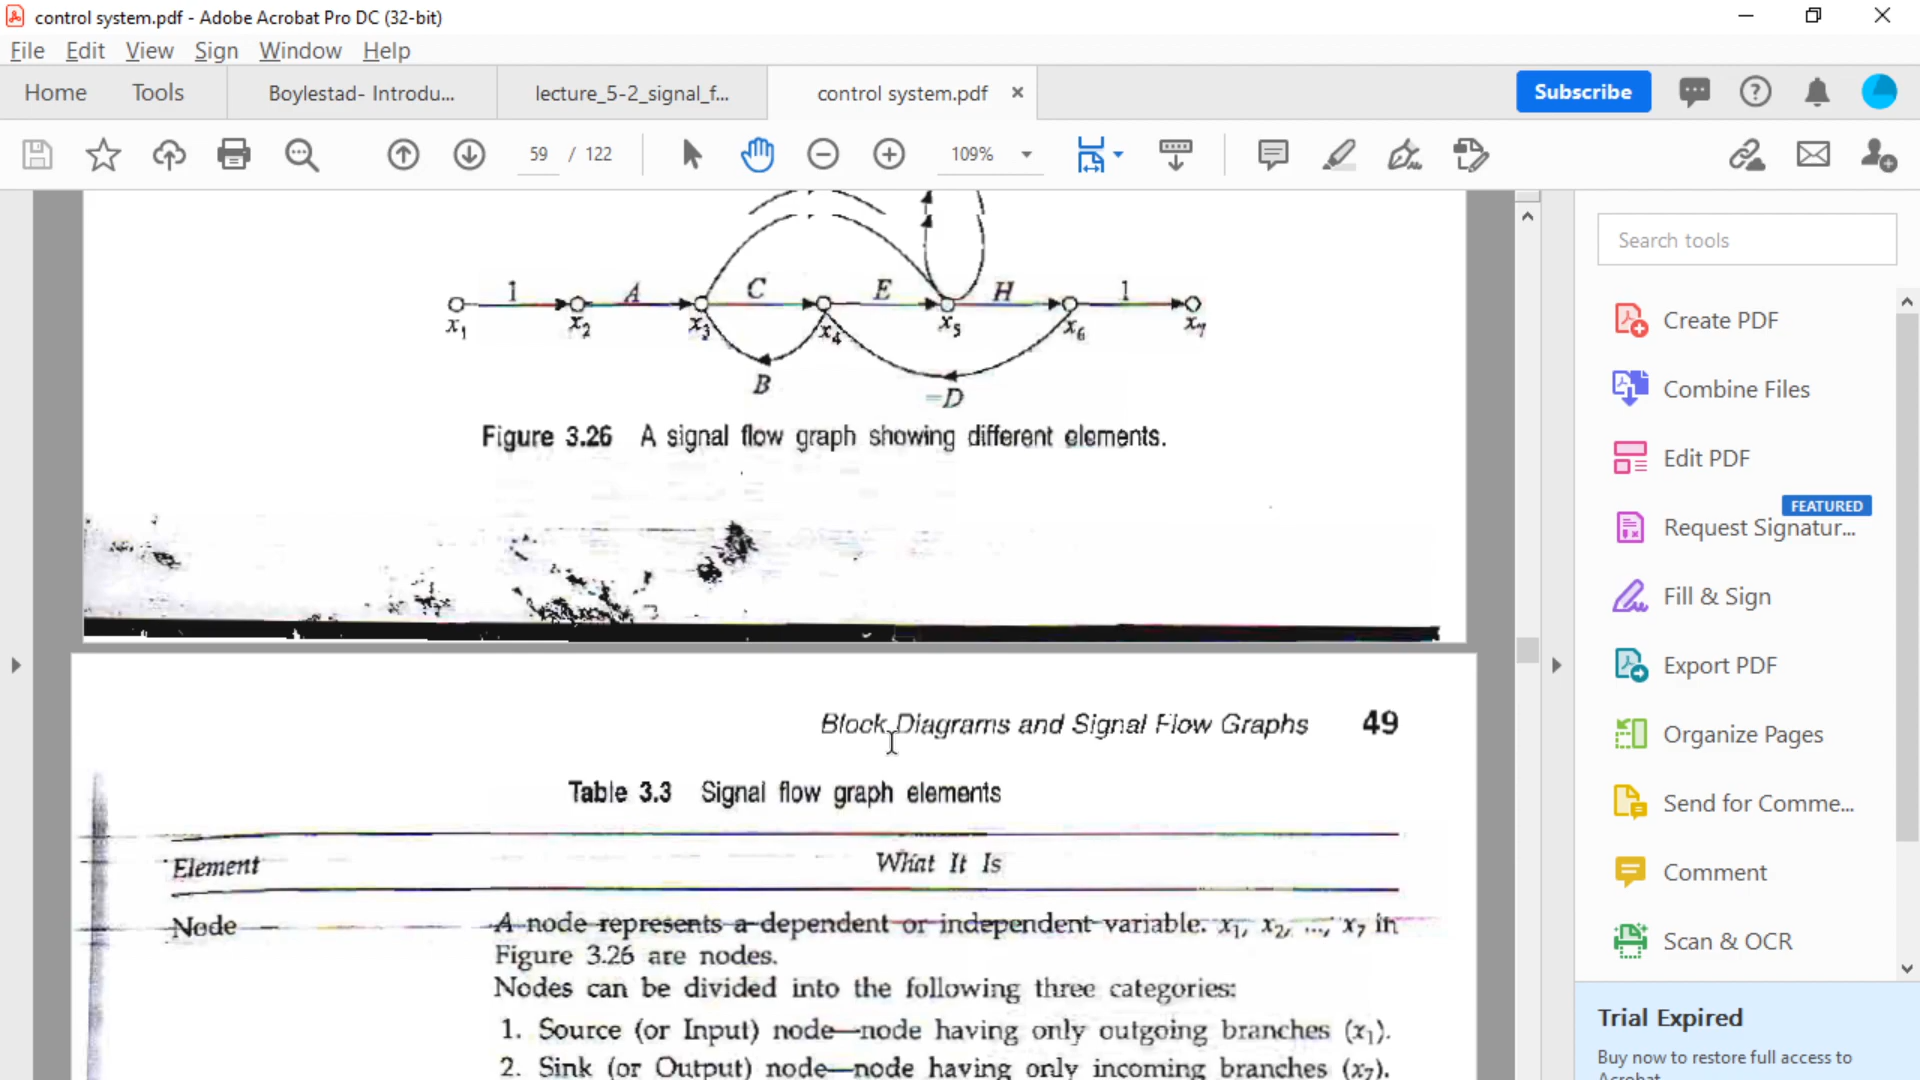 control system.pdf - Adobe Acrobat Pro DC (32-bit)
File Edit View Sign Window Help
Home Tools Boylestad- Introdu... lecture_5-2_signal_f... control system.pdf × Subscribe
59 / 122 109%
1 A C E H 1
x1 x2 x3 x4 x5 x6 x7
B
-D
Figure 3.26 A signal flow graph showing different elements.
Block Diagrams and Signal Flow Graphs 49
Table 3.3 Signal flow graph elements
Element What It Is
Node A node represents a dependent or independent variable. x1, x2, ..., x7 in
Figure 3.26 are nodes.
Nodes can be divided into the following three categories:
1. Source (or Input) node—node having only outgoing branches (x1).
2. Sink (or Output) node—node having only incoming branches (x7).
Search tools
Create PDF
Combine Files
Edit PDF
FEATURED
Request Signatur...
Fill & Sign
Export PDF
Organize Pages
Send for Comme...
Comment
Scan & OCR
Trial Expired
Buy now to restore full access to
Acrobat